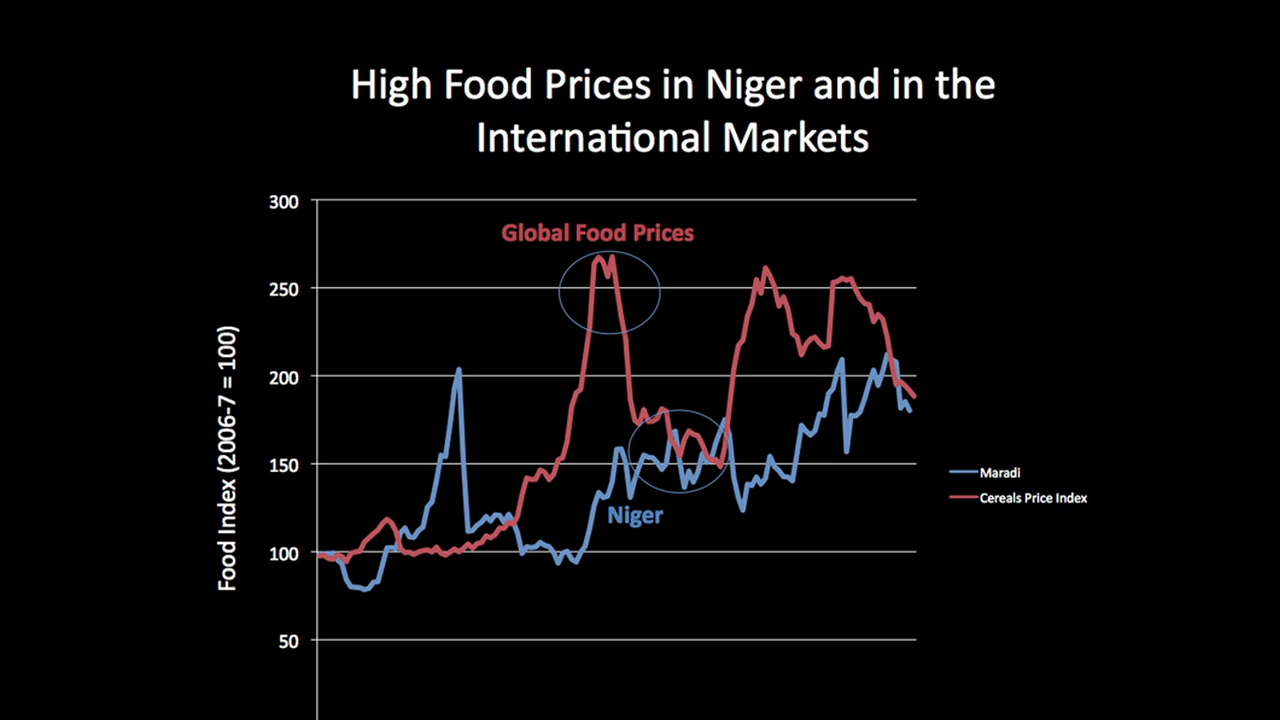 High Food Prices in Niger and in the
International Markets
Food Index (2006-7 = 100)
300
250
200
150
100
50
Global Food Prices
Niger
Maradi
Cereals Price Index